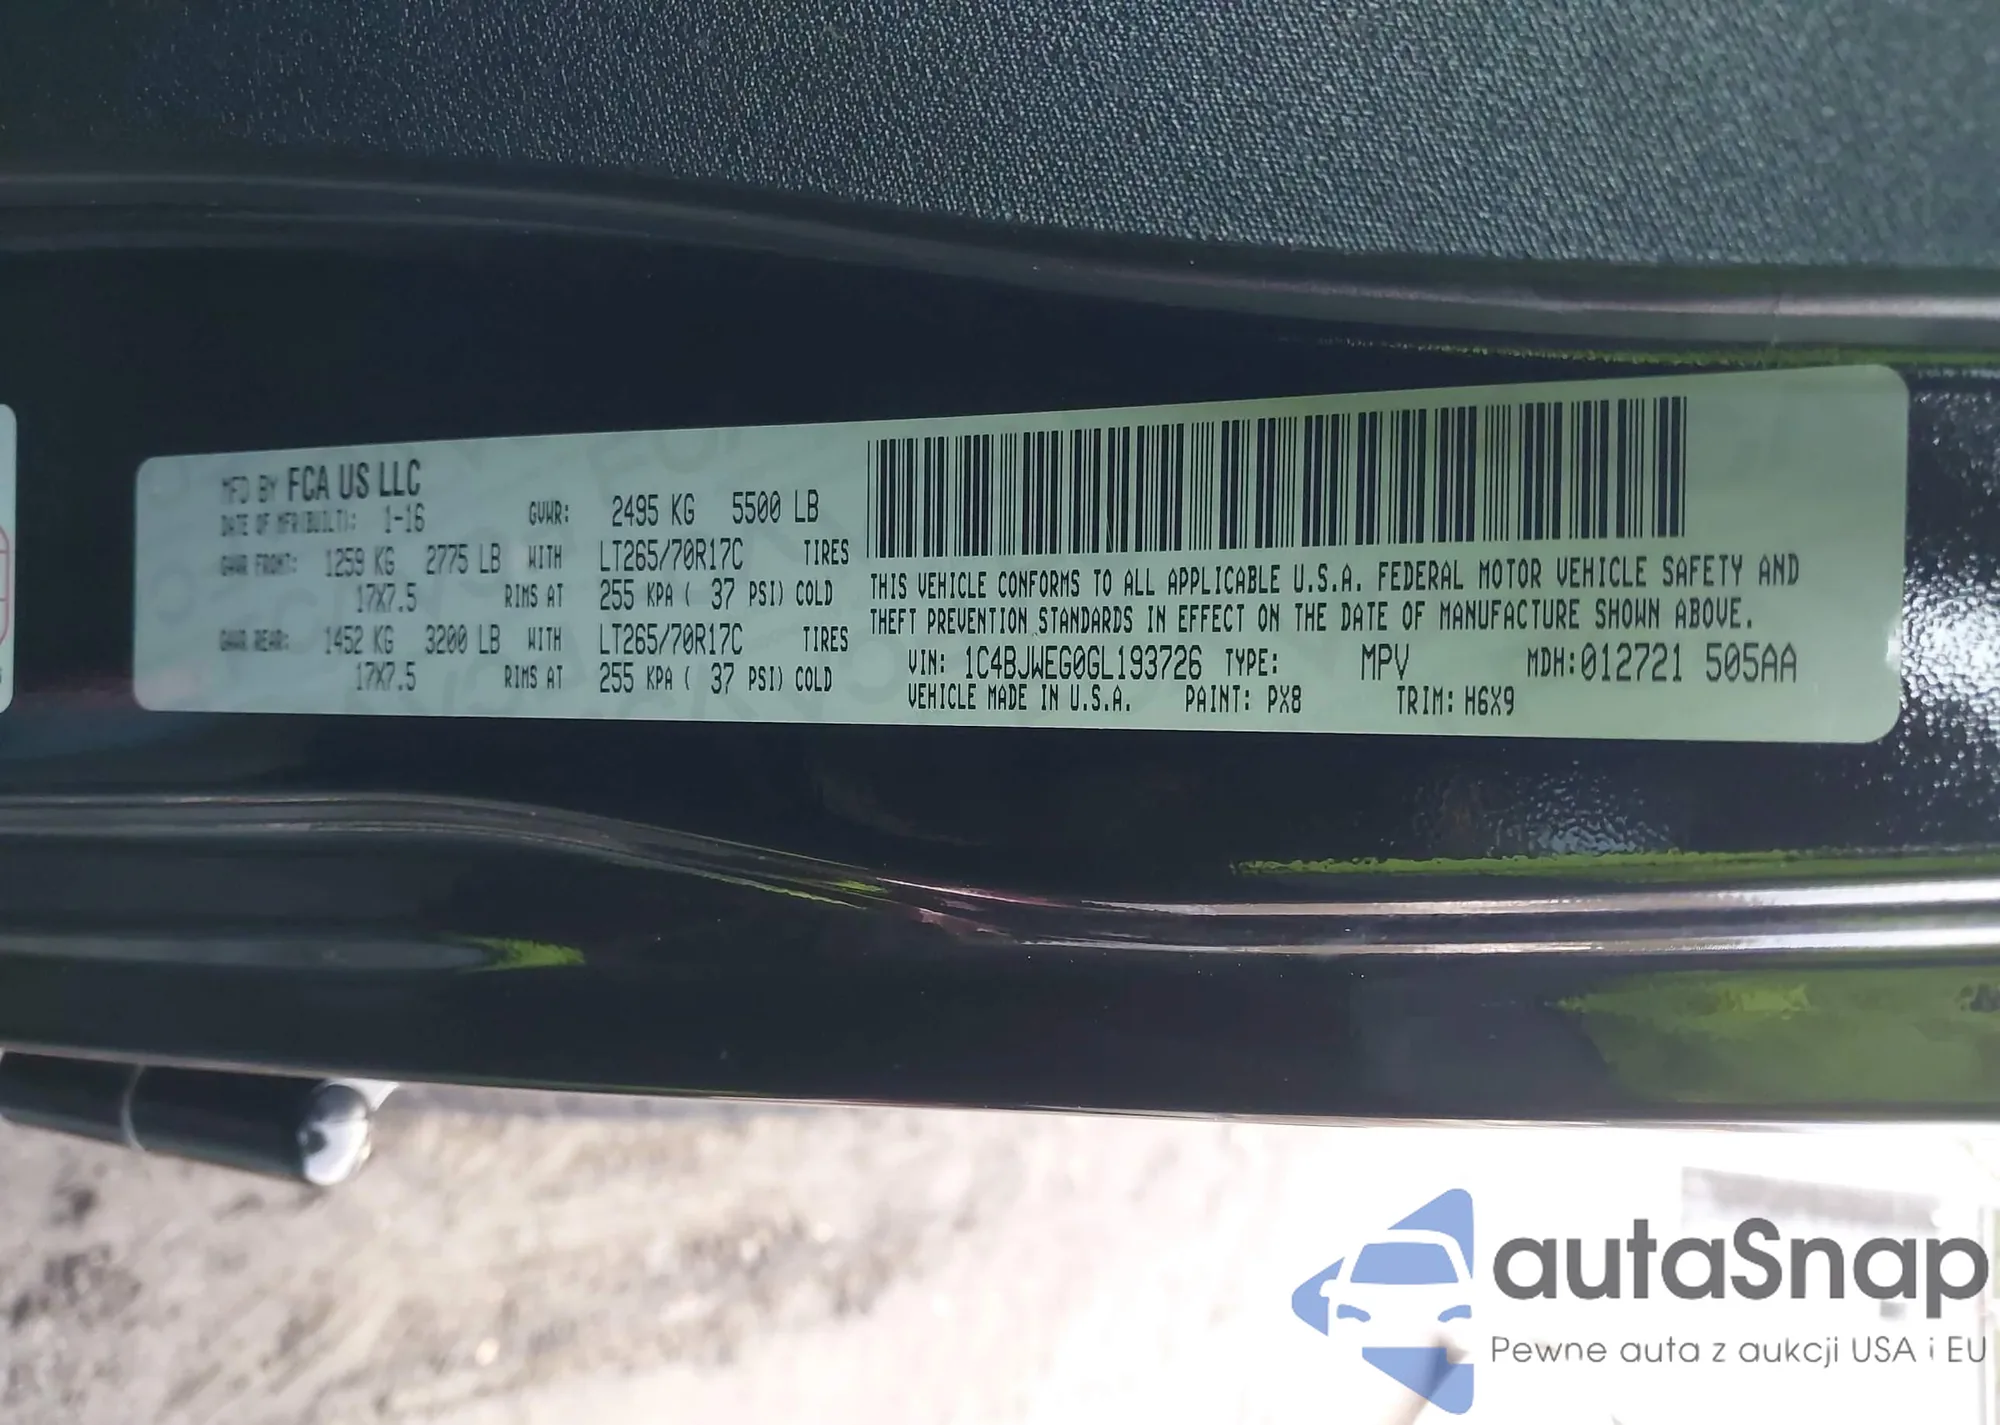 MFD BY FCA US LLC
DATE OF MFR(BUILT): 1-16 GVWR: 2495 KG 5500 LB
GAWR FRONT: 1259 KG 2775 LB WITH LT265/70R17C TIRES
17X7.5 RIMS AT 255 KPA ( 37 PSI) COLD
GAWR REAR: 1452 KG 3200 LB WITH LT265/70R17C TIRES
17X7.5 RIMS AT 255 KPA ( 37 PSI) COLD
THIS VEHICLE CONFORMS TO ALL APPLICABLE U.S.A. FEDERAL MOTOR VEHICLE SAFETY AND
THEFT PREVENTION STANDARDS IN EFFECT ON THE DATE OF MANUFACTURE SHOWN ABOVE.
VIN: 1C4BJWEG0GL193726 TYPE: MPV MDH:012721 505AA
VEHICLE MADE IN U.S.A. PAINT: PX8 TRIM: H6X9
autaSnap
Pewne auta z aukcji USA i EU